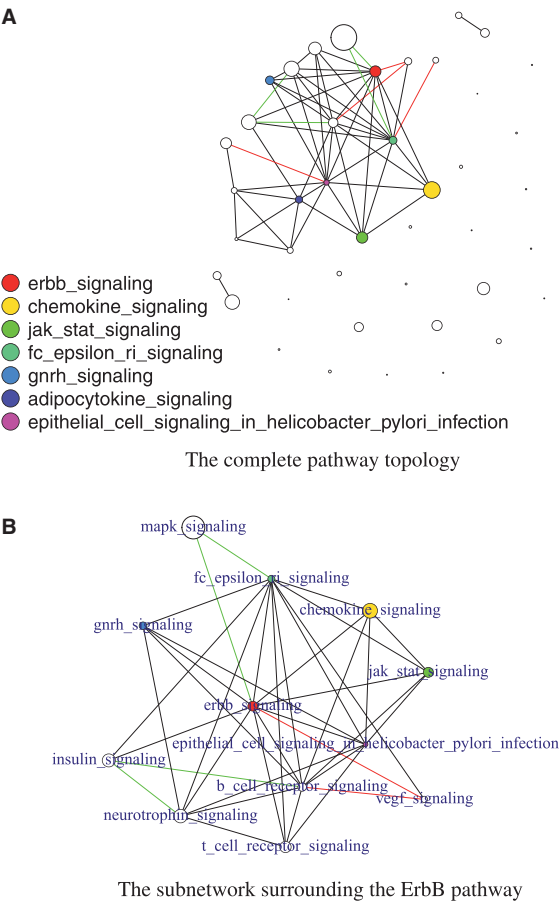 A
erbb_signaling
chemokine_signaling
jak_stat_signaling
fc_epsilon_ri_signaling
gnrh_signaling
adipocytokine_signaling
epithelial_cell_signaling_in_helicobacter_pylori_infection
The complete pathway topology
B
mapk_signaling
fc_epsilon_ri_signaling
chemokine_signaling
gnrh_signaling
jak_stat_signaling
erbb_signaling
epithelial_cell_signaling_in_helicobacter_pylori_infection
insulin_signaling
b_cell_receptor_signaling
vegf_signaling
neurotrophin_signaling
t_cell_receptor_signaling
The subnetwork surrounding the ErbB pathway